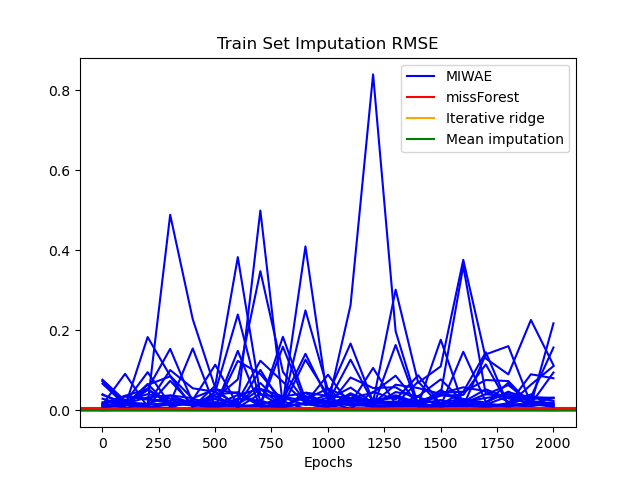 Train Set Imputation RMSE
MIWAE
missForest
Iterative ridge
Mean imputation
0.8
0.6
0.4
0.2
0.0
0 250 500 750 1000 1250 1500 1750 2000
Epochs